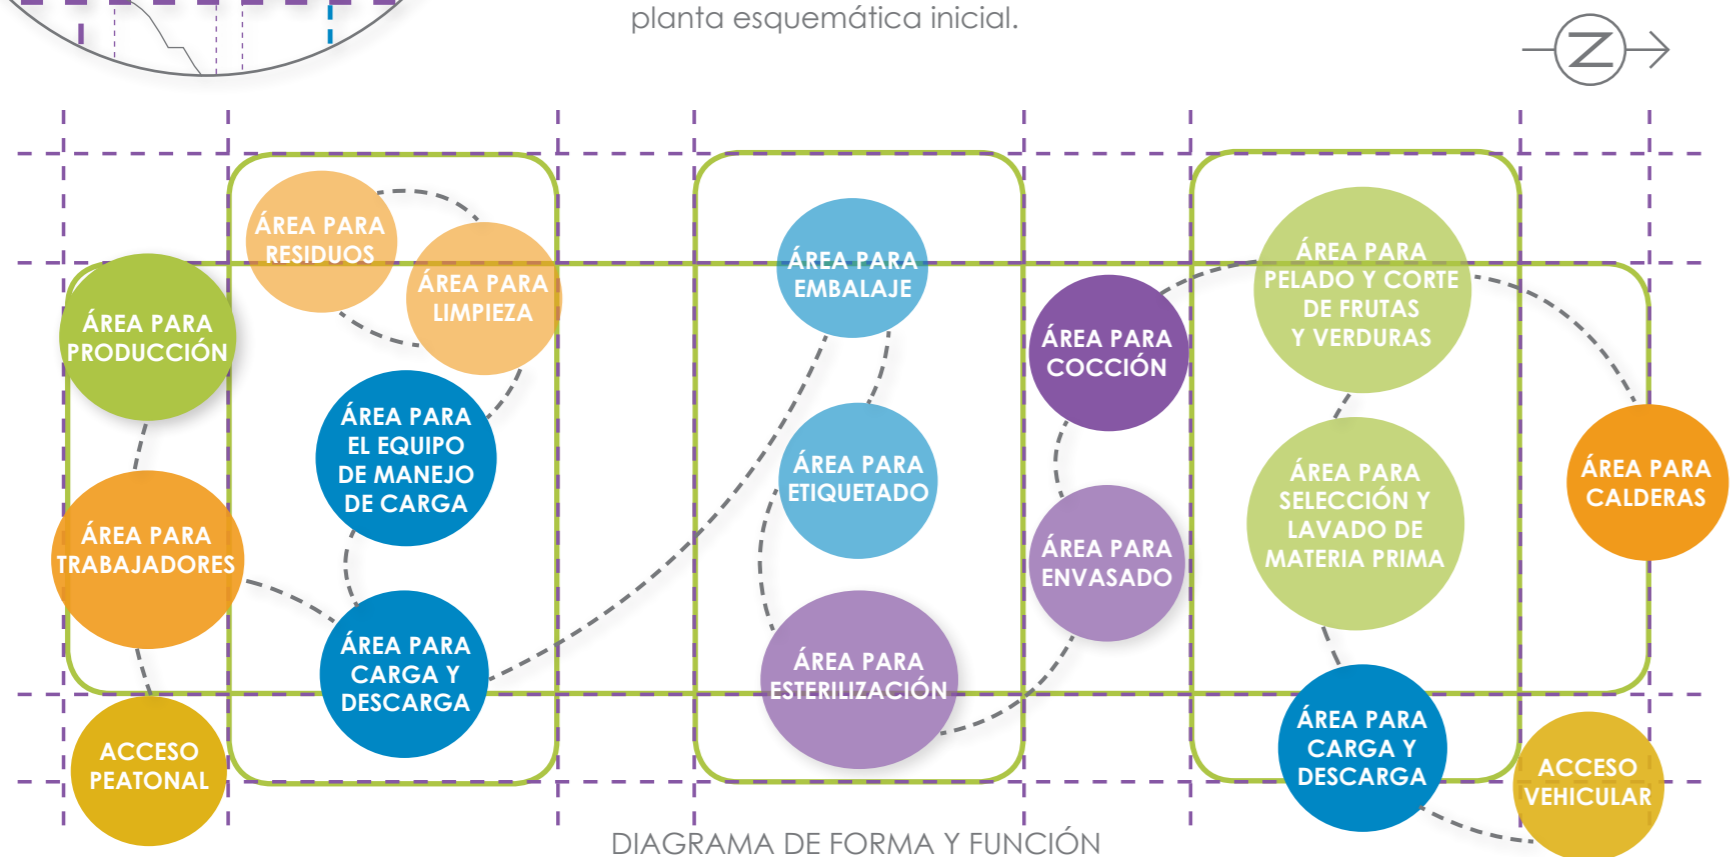 planta esquemática inicial.
Z
ÁREA PARA
RESIDUOS
ÁREA PARA
LIMPIEZA
ÁREA PARA
PRODUCCIÓN
ÁREA PARA
EL EQUIPO
DE MANEJO
DE CARGA
ÁREA PARA
TRABAJADORES
ÁREA PARA
CARGA Y
DESCARGA
ACCESO
PEATONAL
ÁREA PARA
EMBALAJE
ÁREA PARA
ETIQUETADO
ÁREA PARA
ESTERILIZACIÓN
ÁREA PARA
COCCIÓN
ÁREA PARA
ENVASADO
ÁREA PARA
PELADO Y CORTE
DE FRUTAS
Y VERDURAS
ÁREA PARA
SELECCIÓN Y
LAVADO DE
MATERIA PRIMA
ÁREA PARA
CARGA Y
DESCARGA
ÁREA PARA
CALDERAS
ACCESO
VEHICULAR
DIAGRAMA DE FORMA Y FUNCIÓN